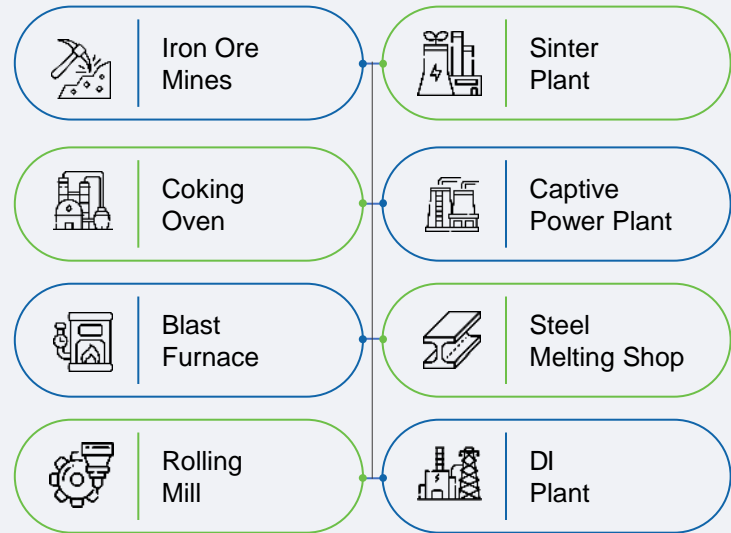 Iron Ore
Mines
Sinter
Plant
Coking
Oven
Captive
Power Plant
Blast
Furnace
Steel
Melting Shop
Rolling
Mill
DI
Plant